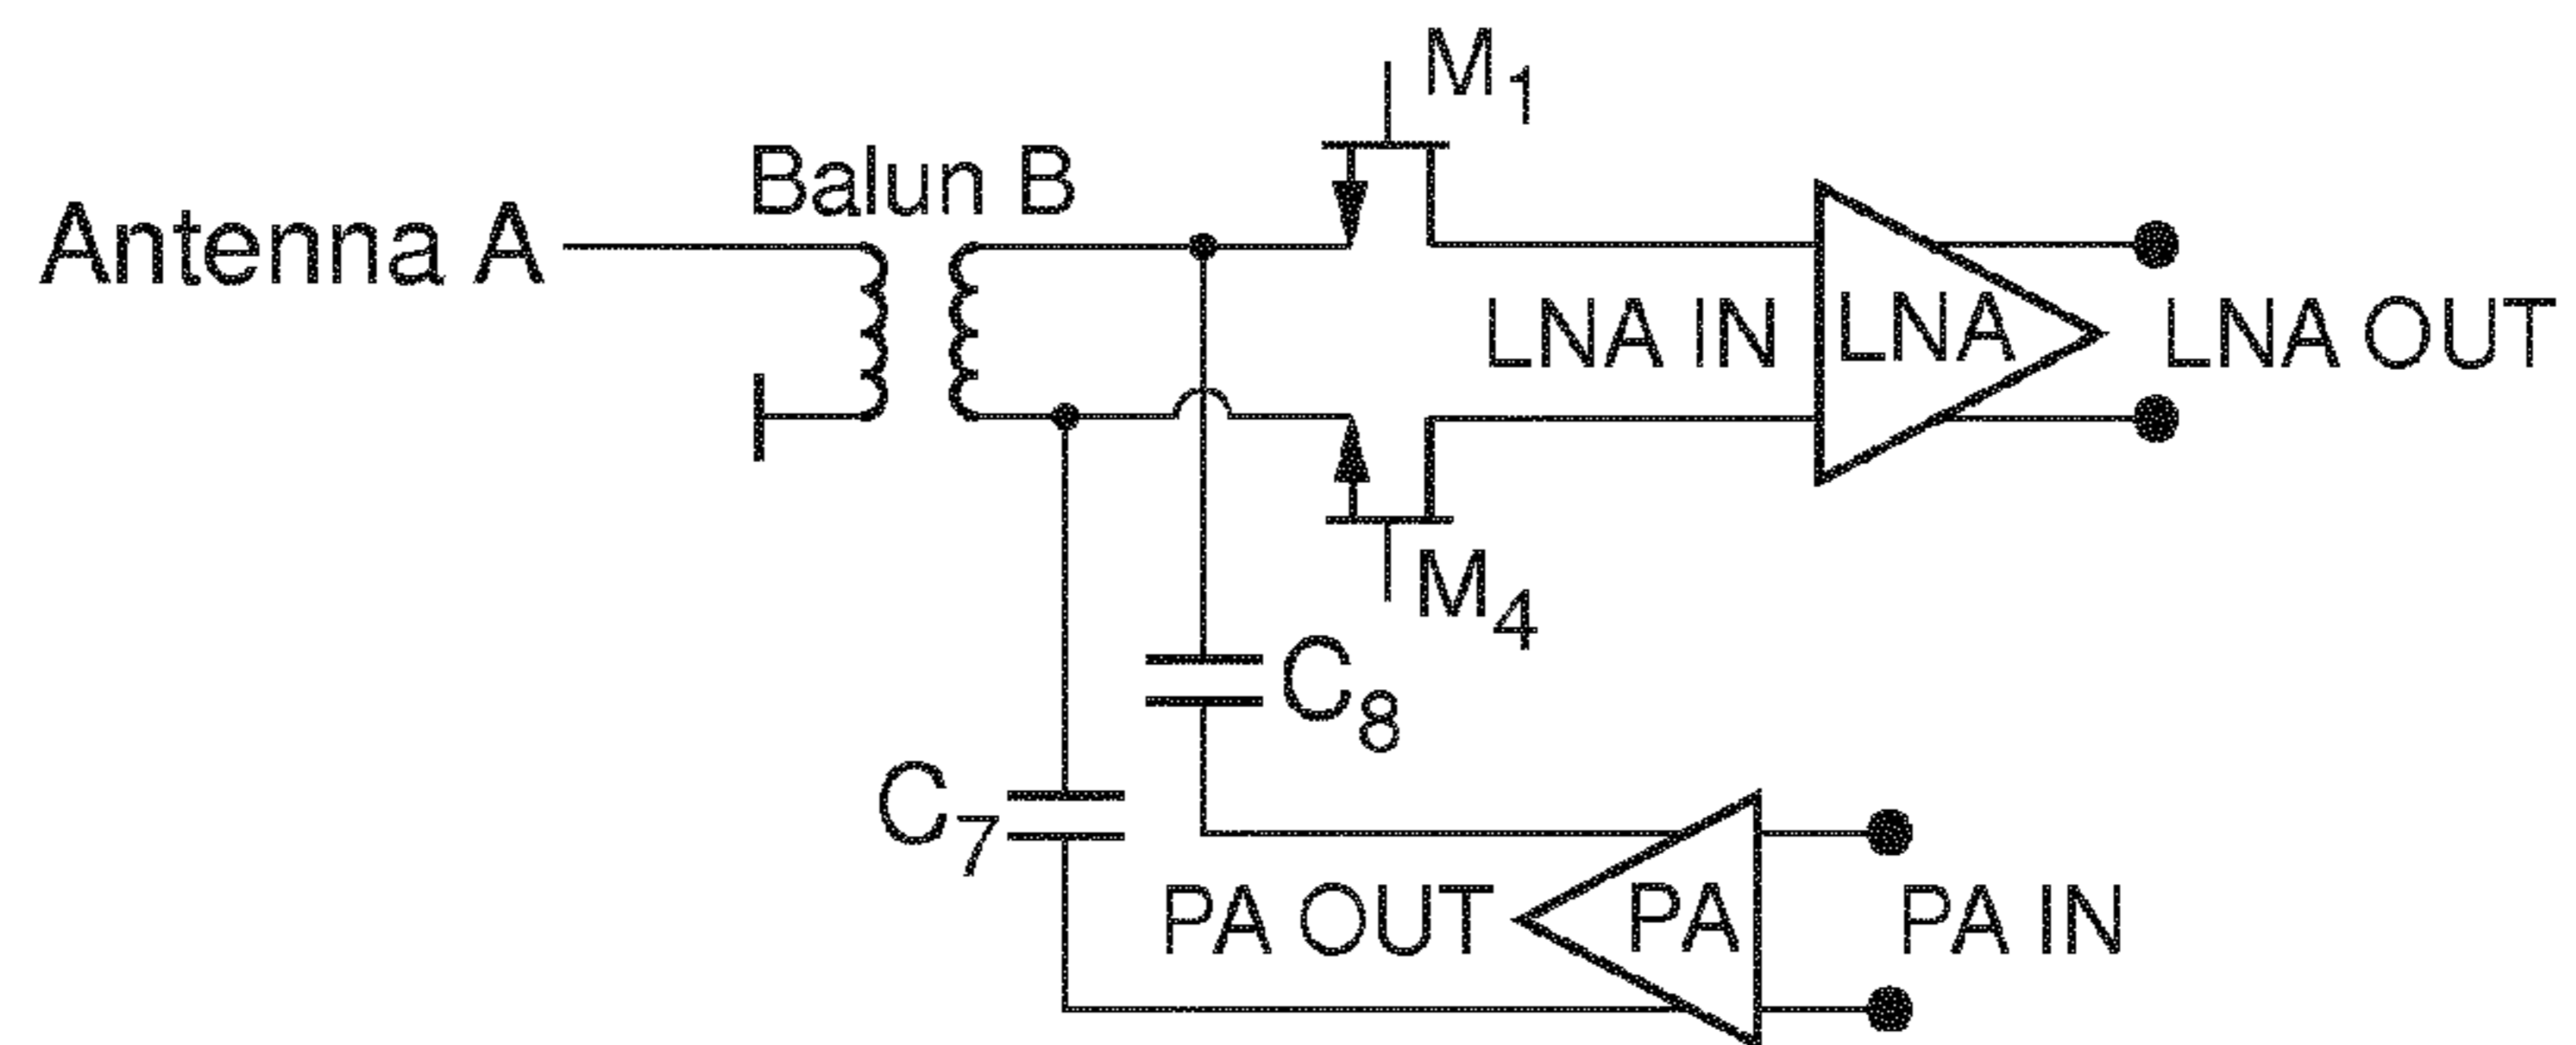 M1
Balun B
Antenna A
LNA IN
LNA
LNA OUT
M4
C8
C7
PA OUT
PA
PA IN